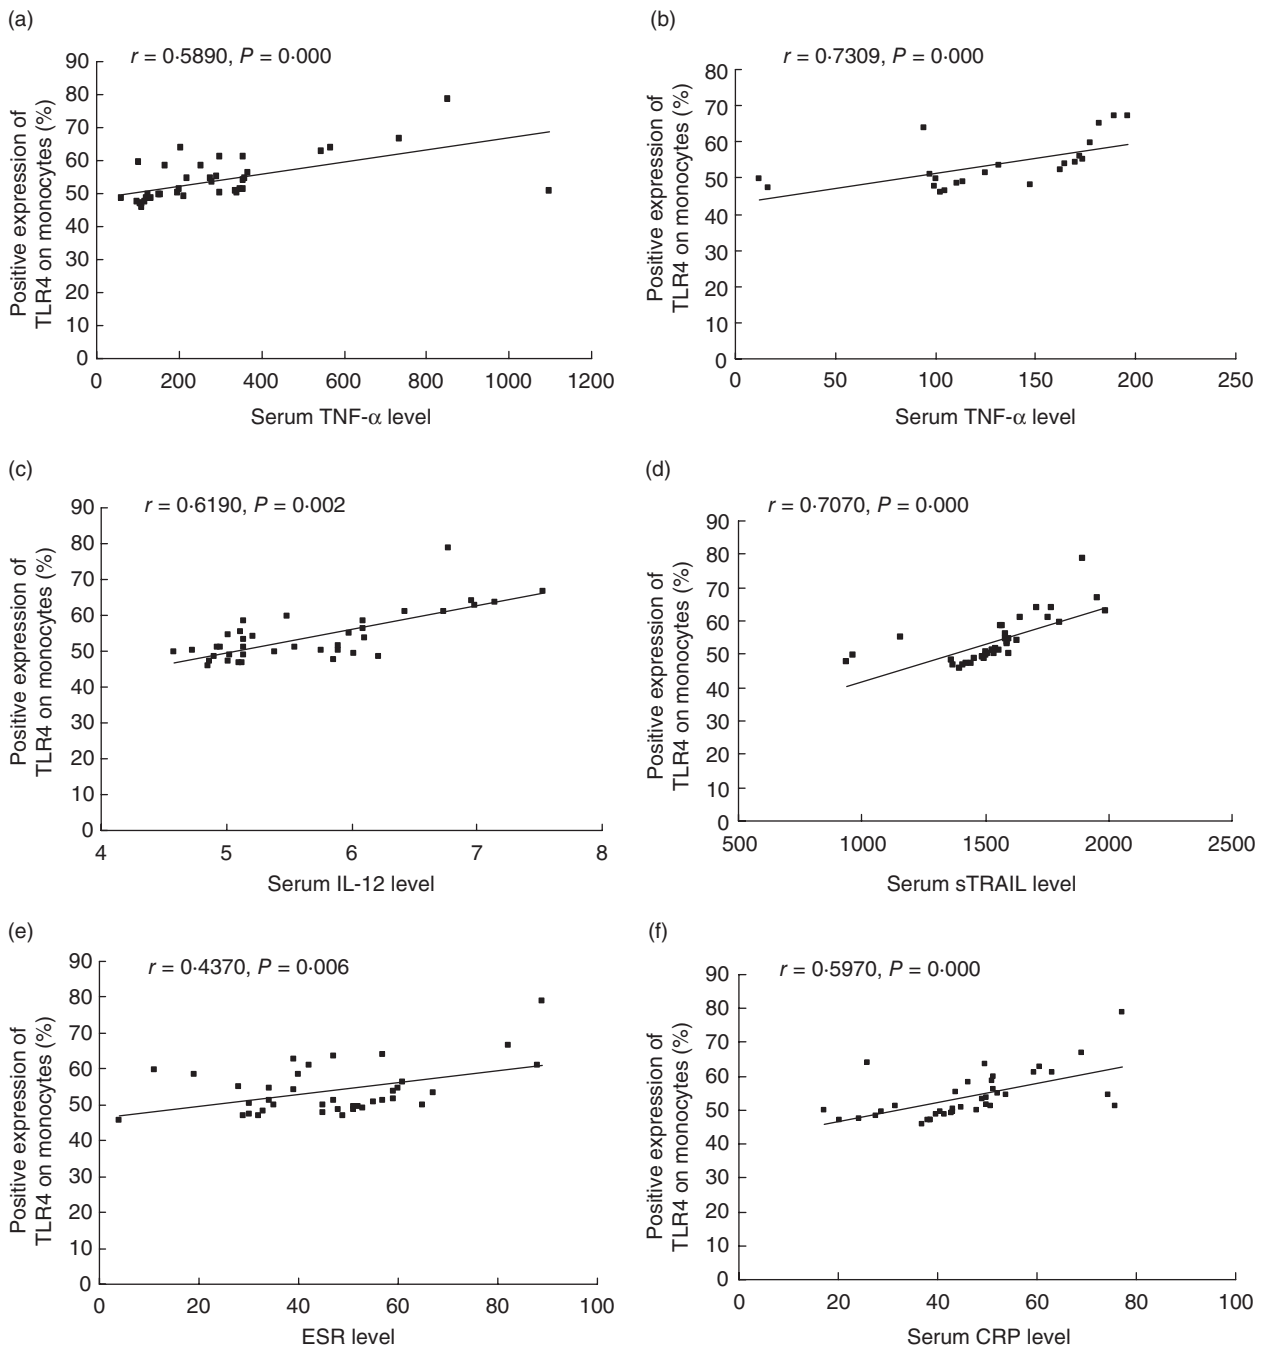 (a)
r = 0·5890, P = 0·000
Positive expression of
TLR4 on monocytes (%)
90
80
70
60
50
40
30
20
10
0
0 200 400 600 800 1000 1200
Serum TNF-α level
(b)
r = 0·7309, P = 0·000
Positive expression of
TLR4 on monocytes (%)
80
70
60
50
40
30
20
10
0
0 50 100 150 200 250
Serum TNF-α level
(c)
r = 0·6190, P = 0·002
Positive expression of
TLR4 on monocytes (%)
90
80
70
60
50
40
30
20
10
0
4 5 6 7 8
Serum IL-12 level
(d)
r = 0·7070, P = 0·000
Positive expression of
TLR4 on monocytes (%)
90
80
70
60
50
40
30
20
10
0
500 1000 1500 2000 2500
Serum sTRAIL level
(e)
r = 0·4370, P = 0·006
Positive expression of
TLR4 on monocytes (%)
90
80
70
60
50
40
30
20
10
0
0 20 40 60 80 100
ESR level
(f)
r = 0·5970, P = 0·000
Positive expression of
TLR4 on monocytes (%)
90
80
70
60
50
40
30
20
10
0
0 20 40 60 80 100
Serum CRP level